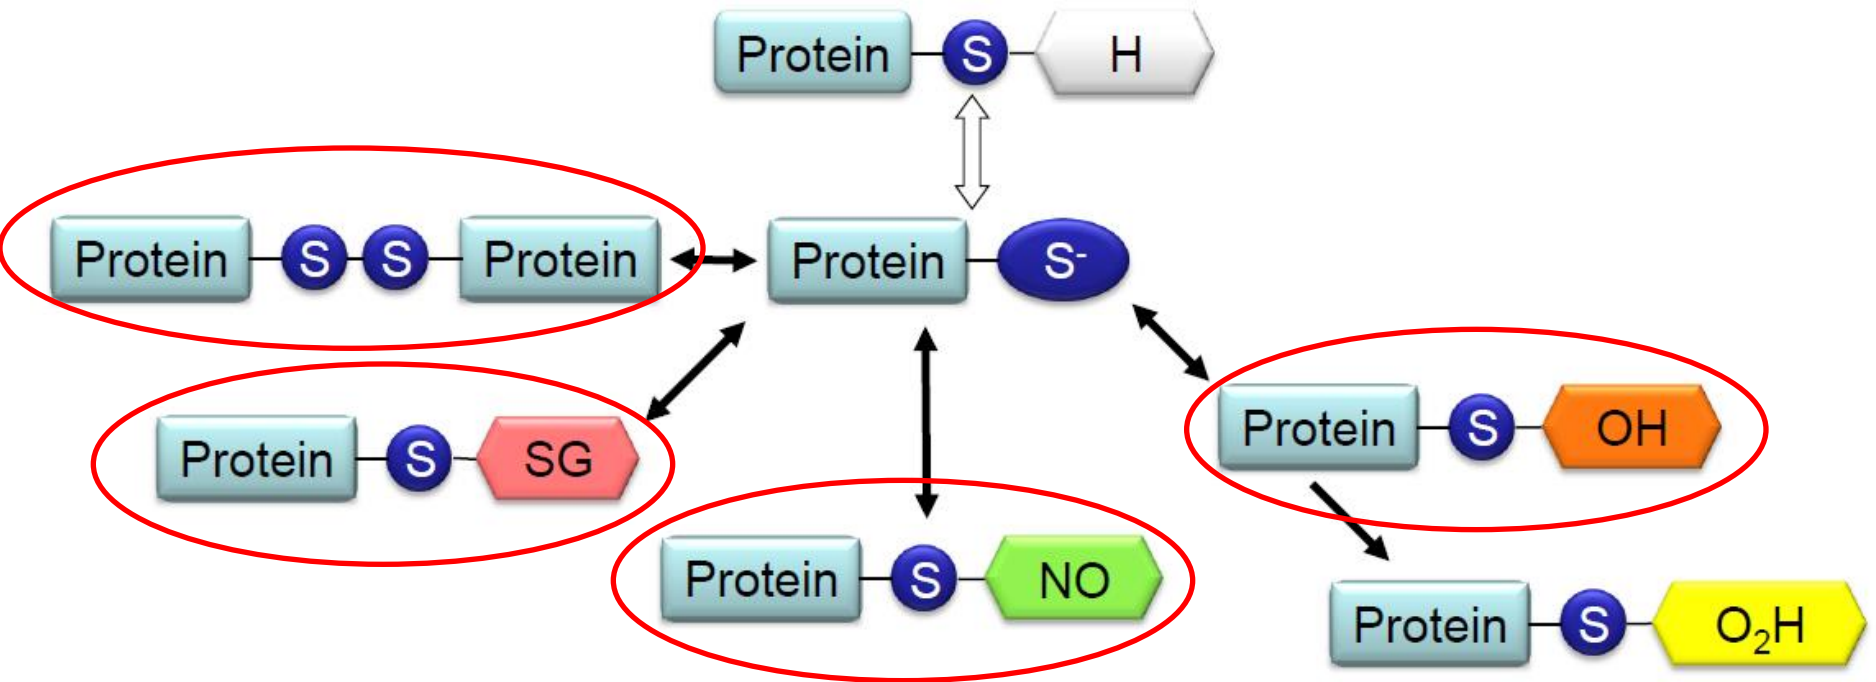 Protein S H
Protein S S Protein
Protein S-
Protein S SG
Protein S OH
Protein S NO
Protein S O2H